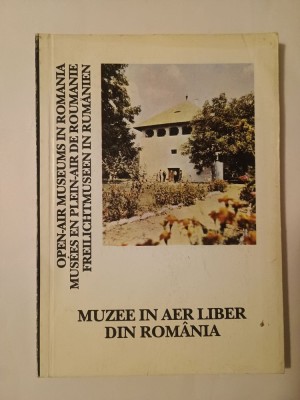 OPEN-AIR MUSEUMS IN ROMANIA
MUSÉES EN PLEIN-AIR DE ROUMANIE
FREILICHTMUSEEN IN RUMÄNIEN
MUZEE IN AER LIBER
DIN ROMÂNIA